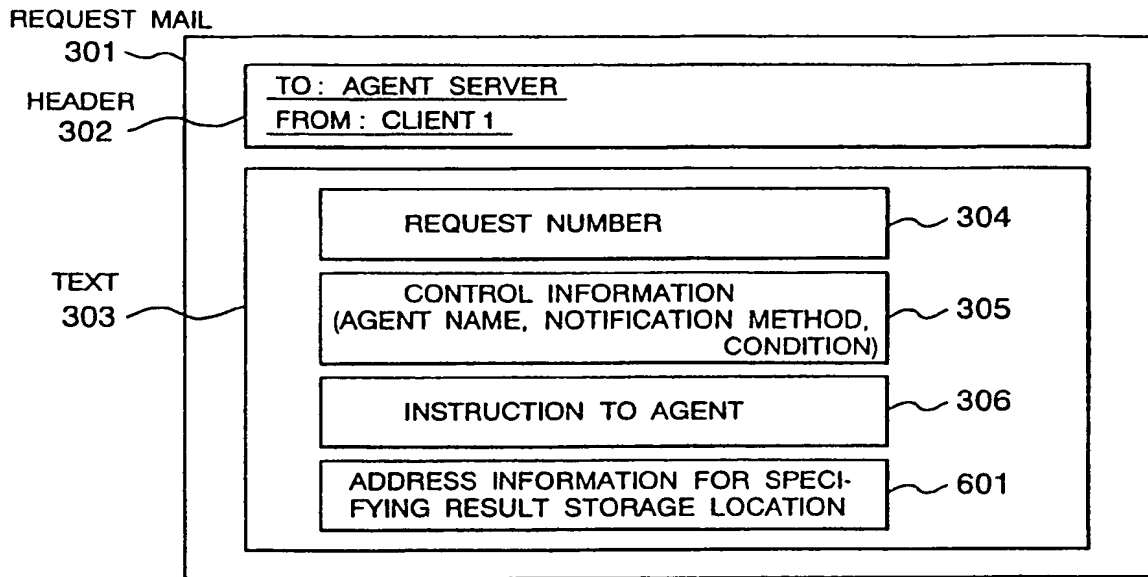 REQUEST MAIL
301
HEADER
302
TO: AGENT SERVER
FROM: CLIENT 1
TEXT
303
REQUEST NUMBER
304
CONTROL INFORMATION
(AGENT NAME, NOTIFICATION METHOD,
CONDITION)
305
INSTRUCTION TO AGENT
306
ADDRESS INFORMATION FOR SPECI-
FYING RESULT STORAGE LOCATION
601